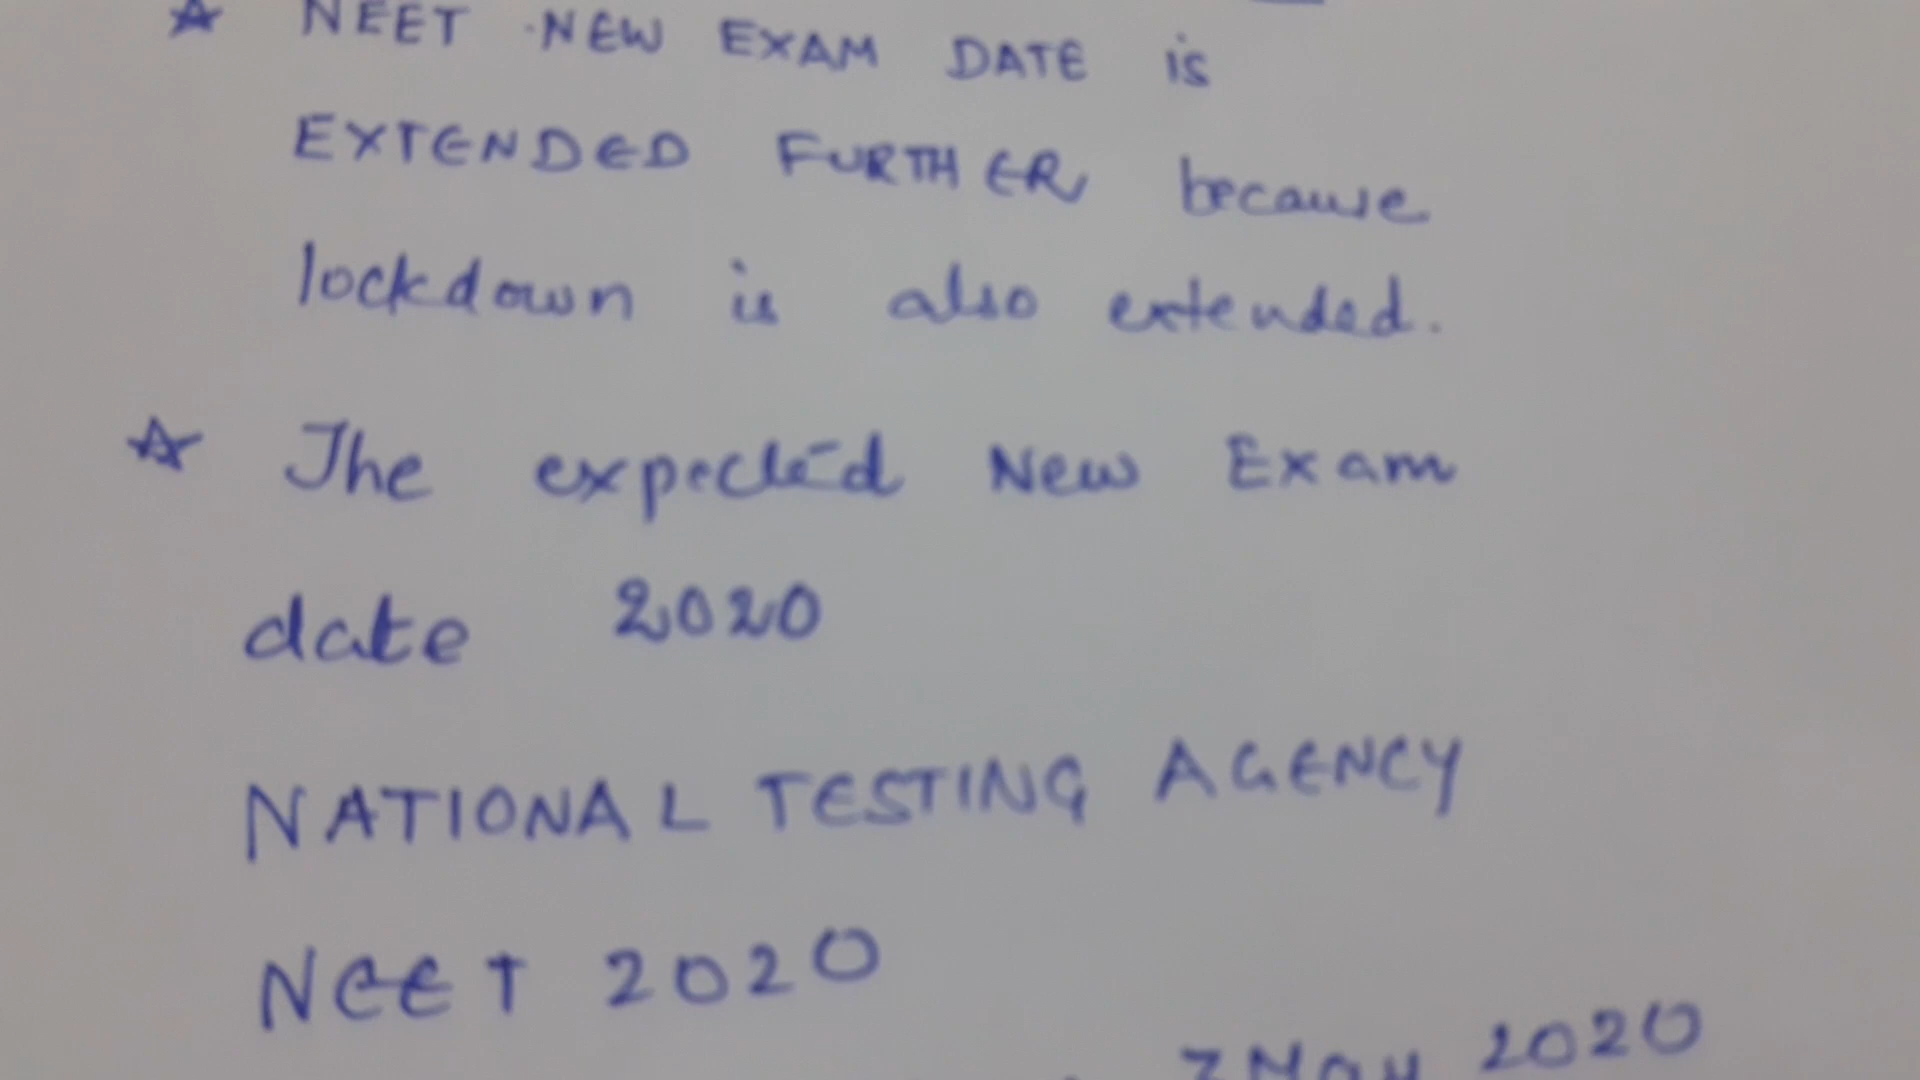 ☆ NEET NEW EXAM DATE is
EXTENDED FURTHER because
lockdown is also extended.
☆ The expected New Exam
date 2020
NATIONAL TESTING AGENCY
NEET 2020
May 2020